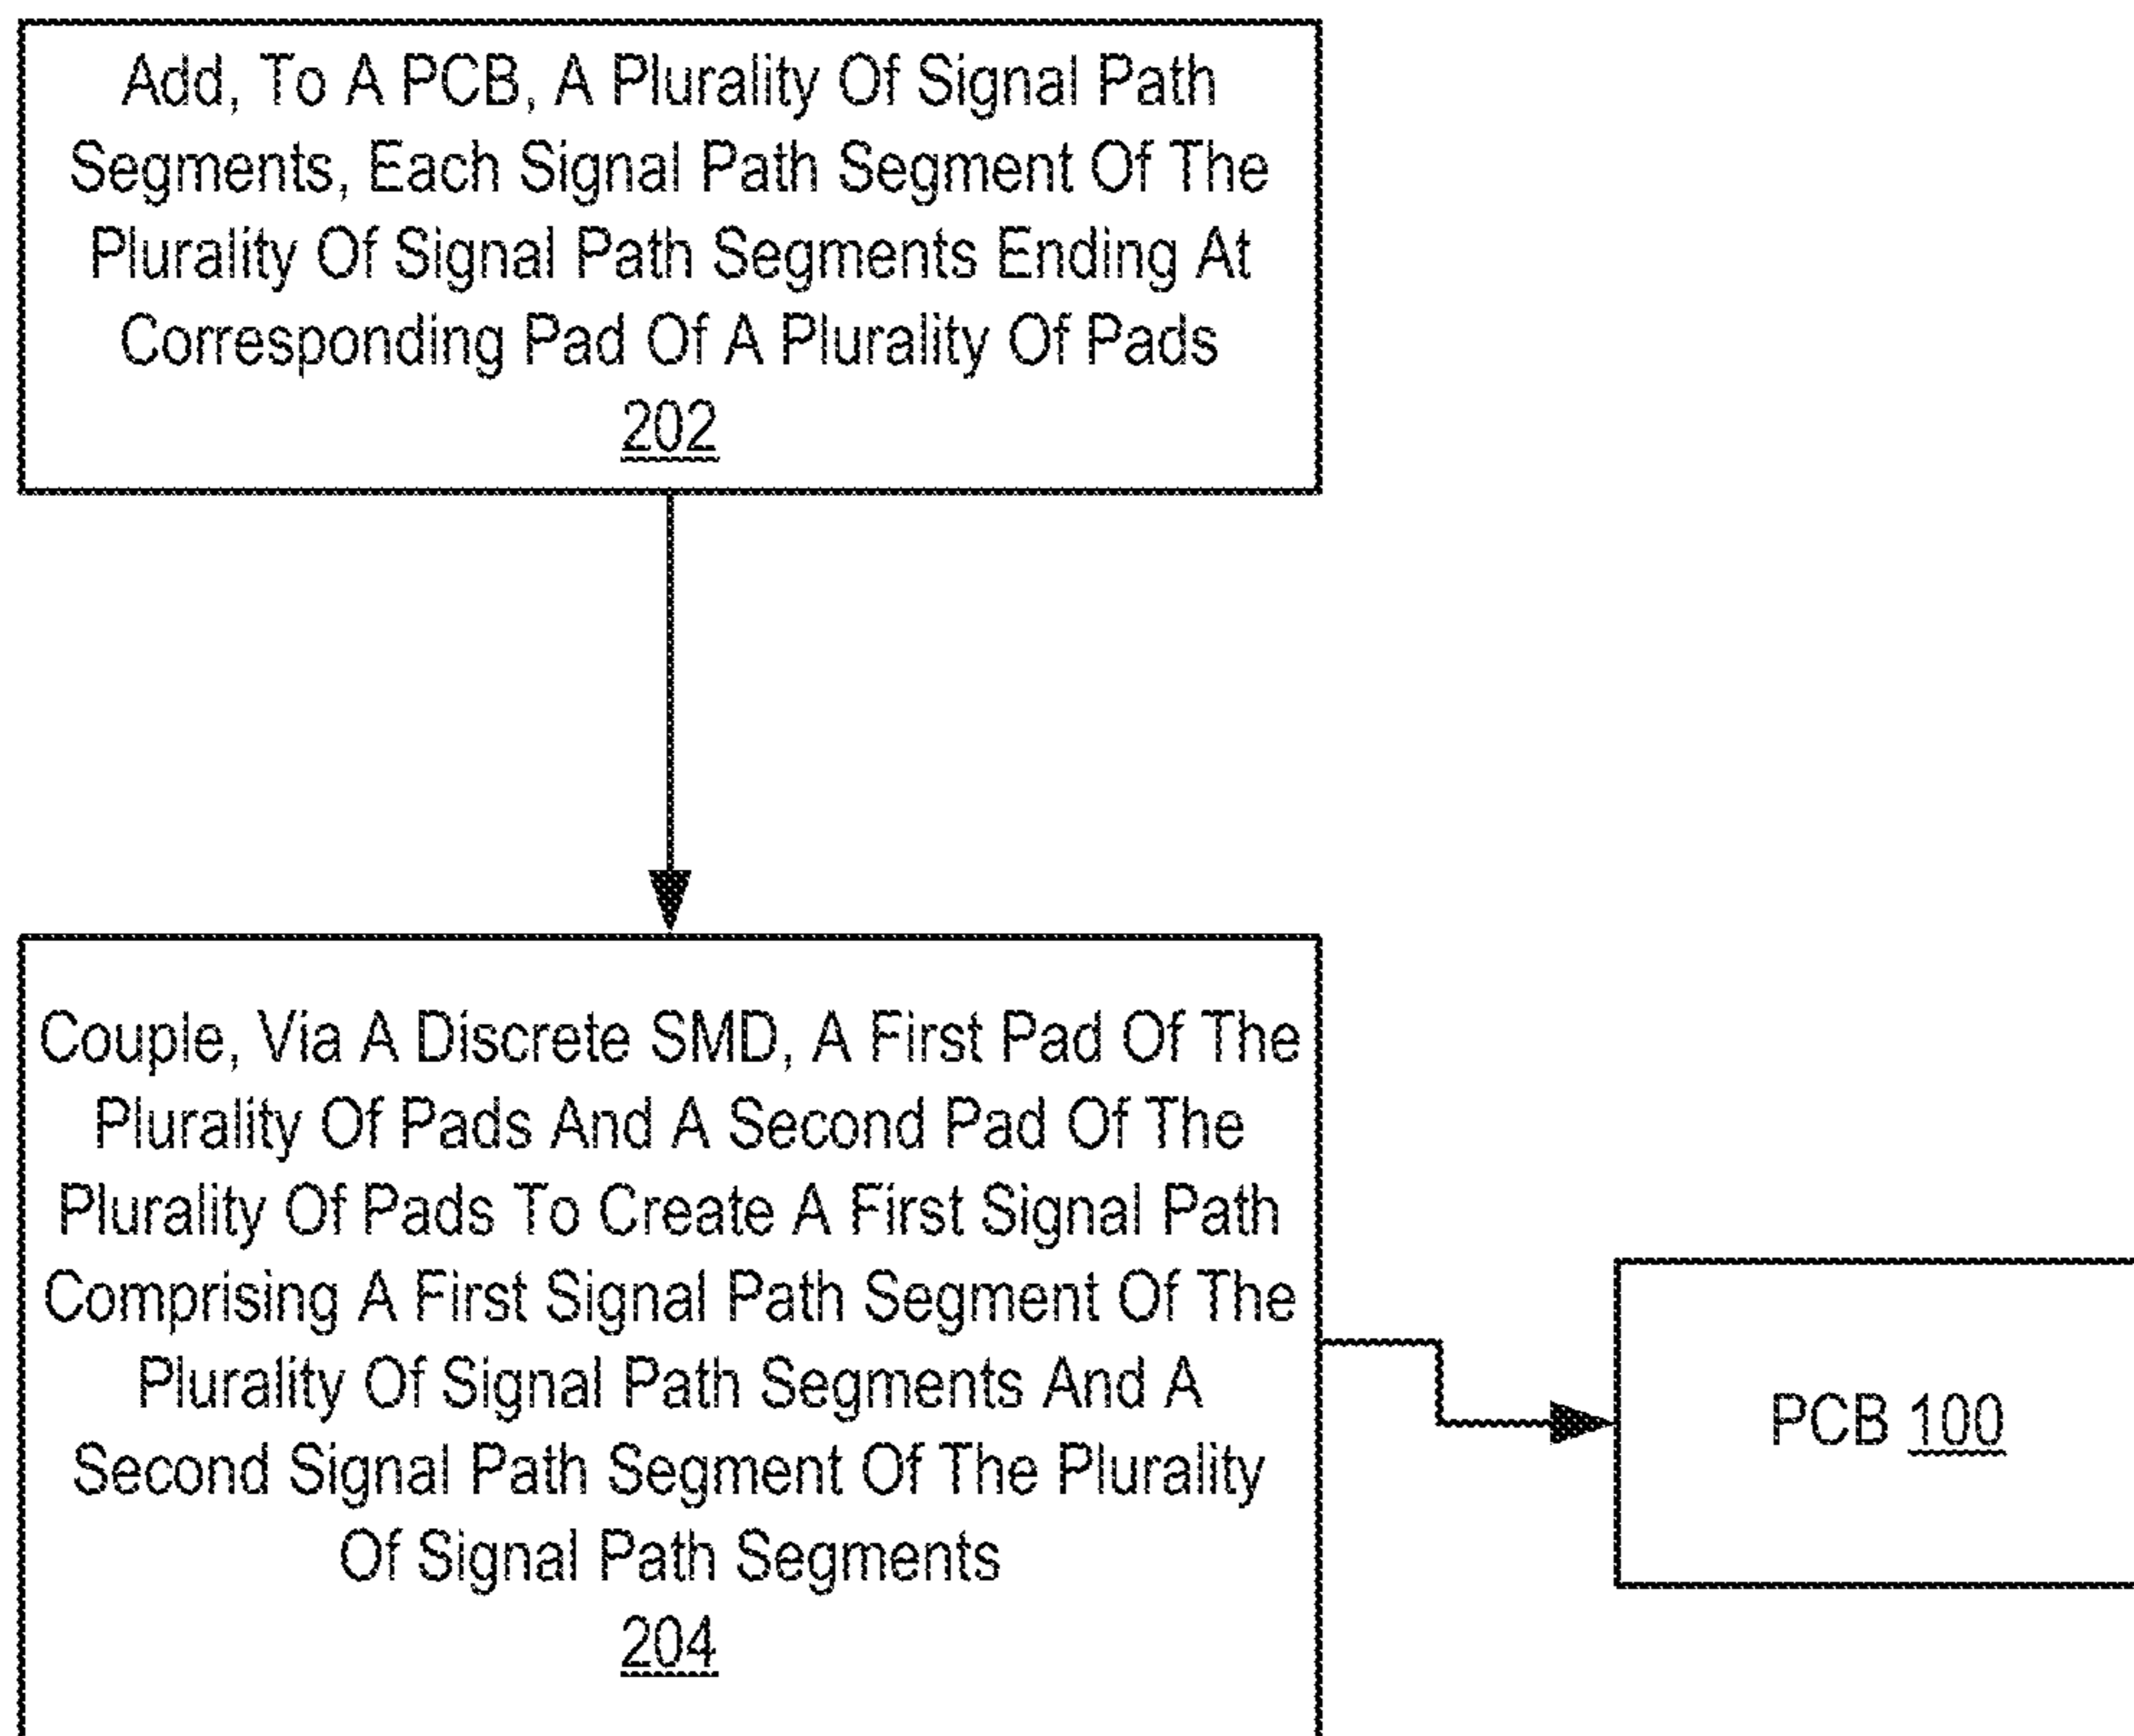 Add, To A PCB, A Plurality Of Signal Path
Segments, Each Signal Path Segment Of The
Plurality Of Signal Path Segments Ending At
Corresponding Pad Of A Plurality Of Pads
202
Couple, Via A Discrete SMD, A First Pad Of The
Plurality Of Pads And A Second Pad Of The
Plurality Of Pads To Create A First Signal Path
Comprising A First Signal Path Segment Of The
Plurality Of Signal Path Segments And A
Second Signal Path Segment Of The Plurality
Of Signal Path Segments
204
PCB 100